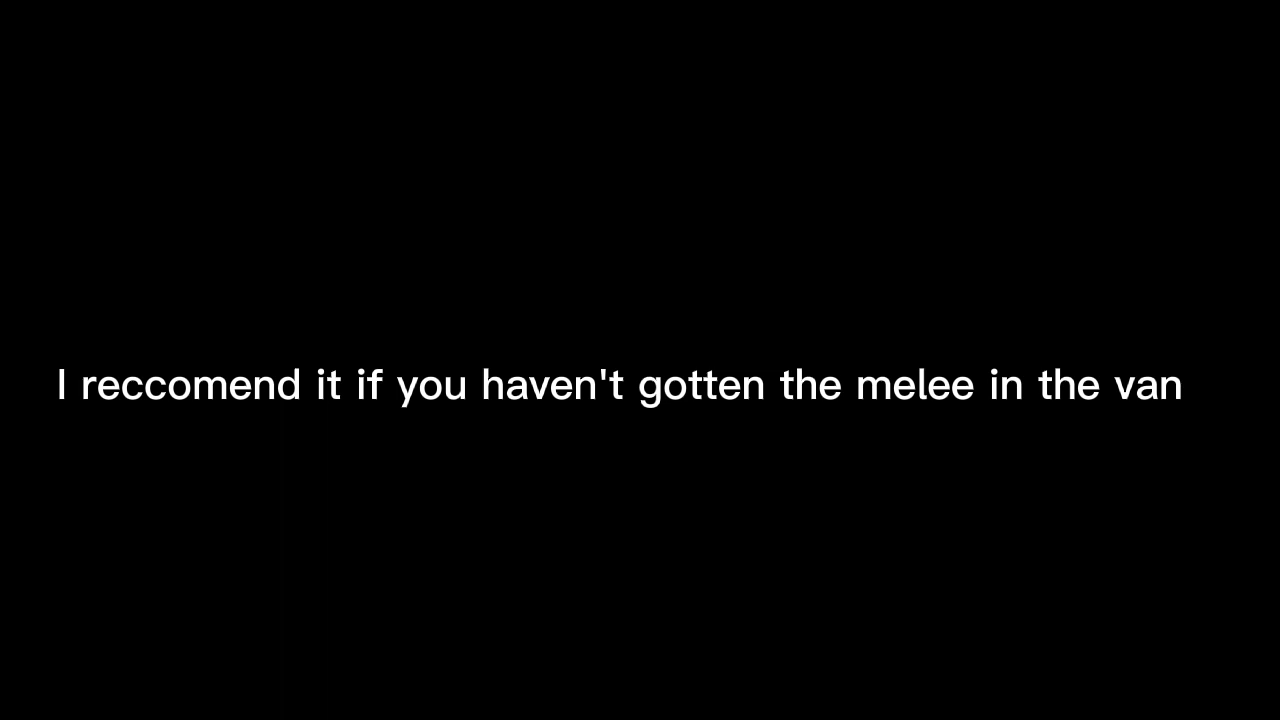 I reccomend it if you haven't gotten the melee in the van